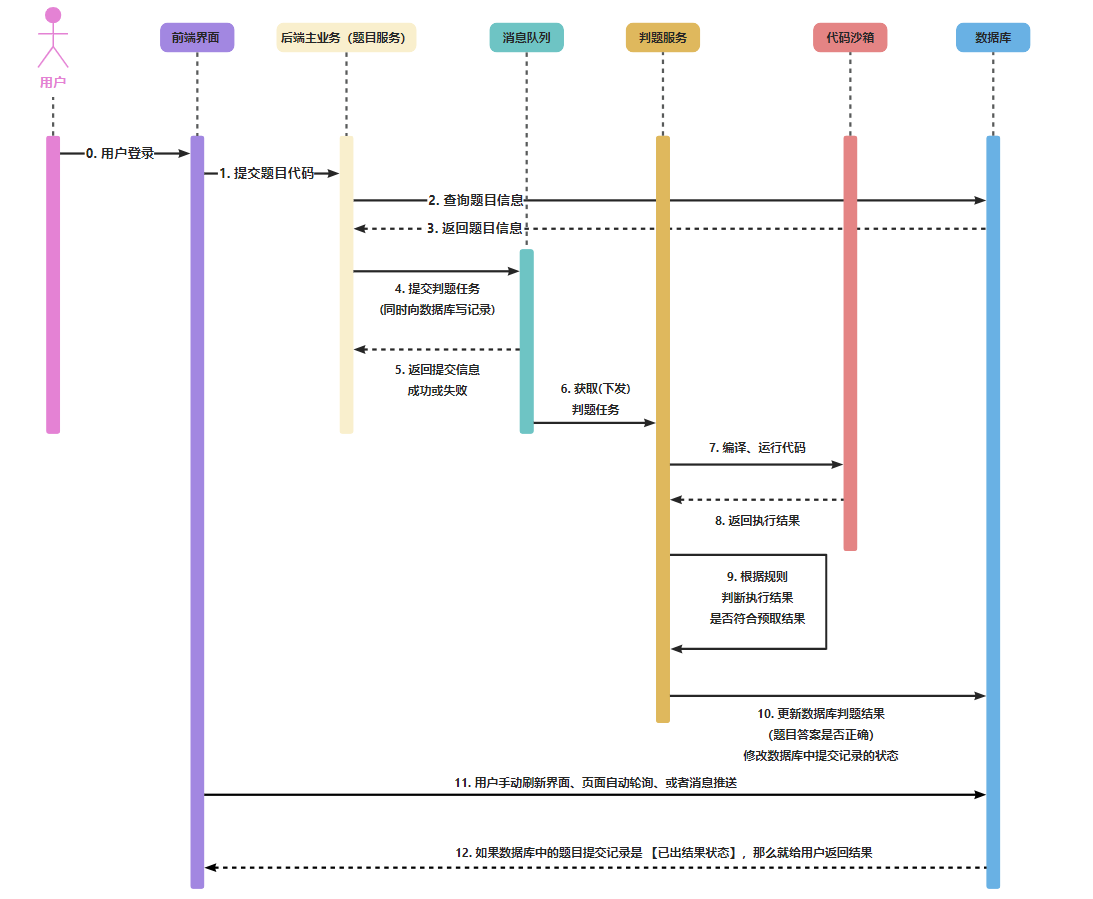 用户
前端界面
后端主业务（题目服务）
消息队列
判题服务
代码沙箱
数据库
0. 用户登录
1. 提交题目代码
2. 查询题目信息
3. 返回题目信息
4. 提交判题任务
(同时向数据库写记录)
5. 返回提交信息
成功或失败
6. 获取(下发)
判题任务
7. 编译、运行代码
8. 返回执行结果
9. 根据规则
判断执行结果
是否符合预取结果
10. 更新数据库判题结果
(题目答案是否正确)
修改数据库中提交记录的状态
11. 用户手动刷新界面、页面自动轮询、或者消息推送
12. 如果数据库中的题目提交记录是 【已出结果状态】，那么就给用户返回结果